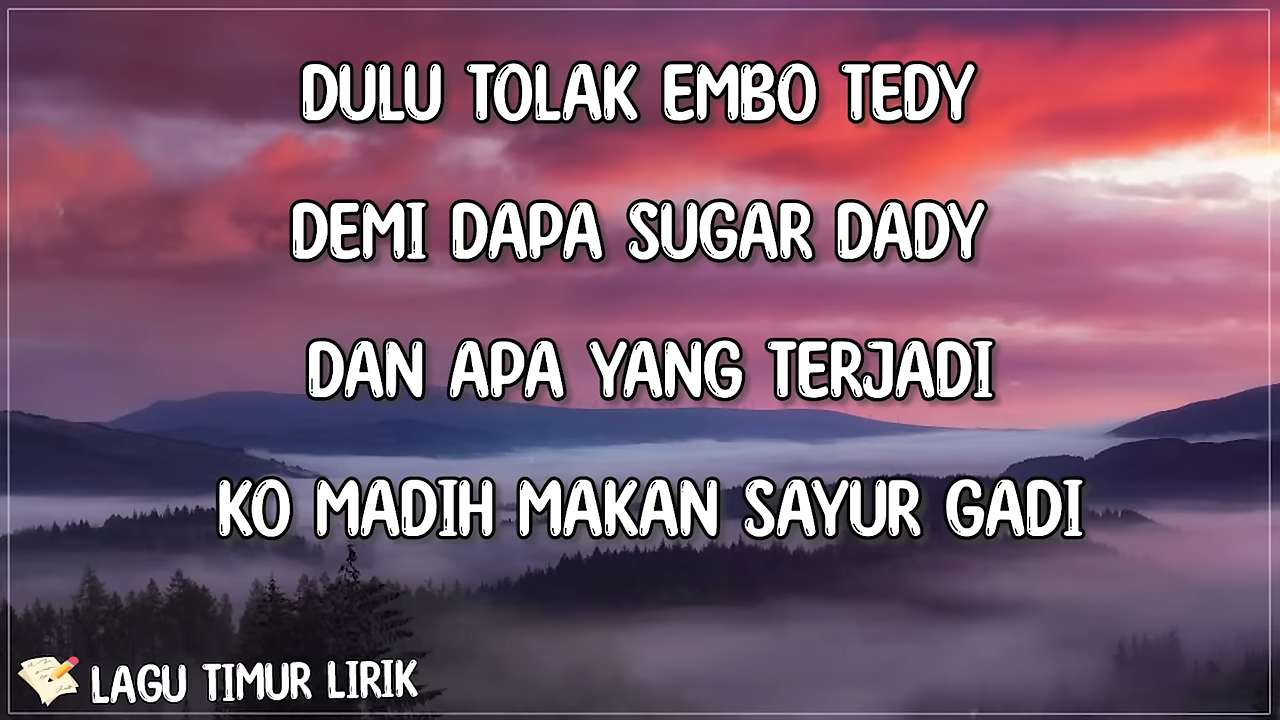 DULU TOLAK EMBO TEDY
DEMI DAPA SUGAR DADY
DAN APA YANG TERJADI
KO MADIH MAKAN SAYUR GADI
LAGU TIMUR LIRIK